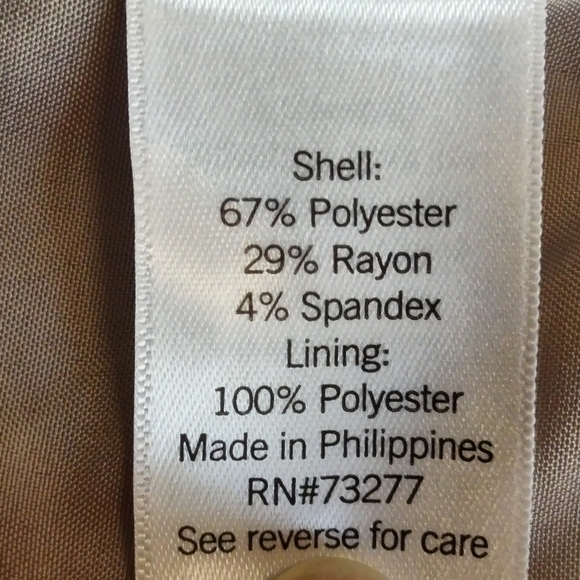 Shell:
67% Polyester
29% Rayon
4% Spandex
Lining:
100% Polyester
Made in Philippines
RN#73277
See reverse for care